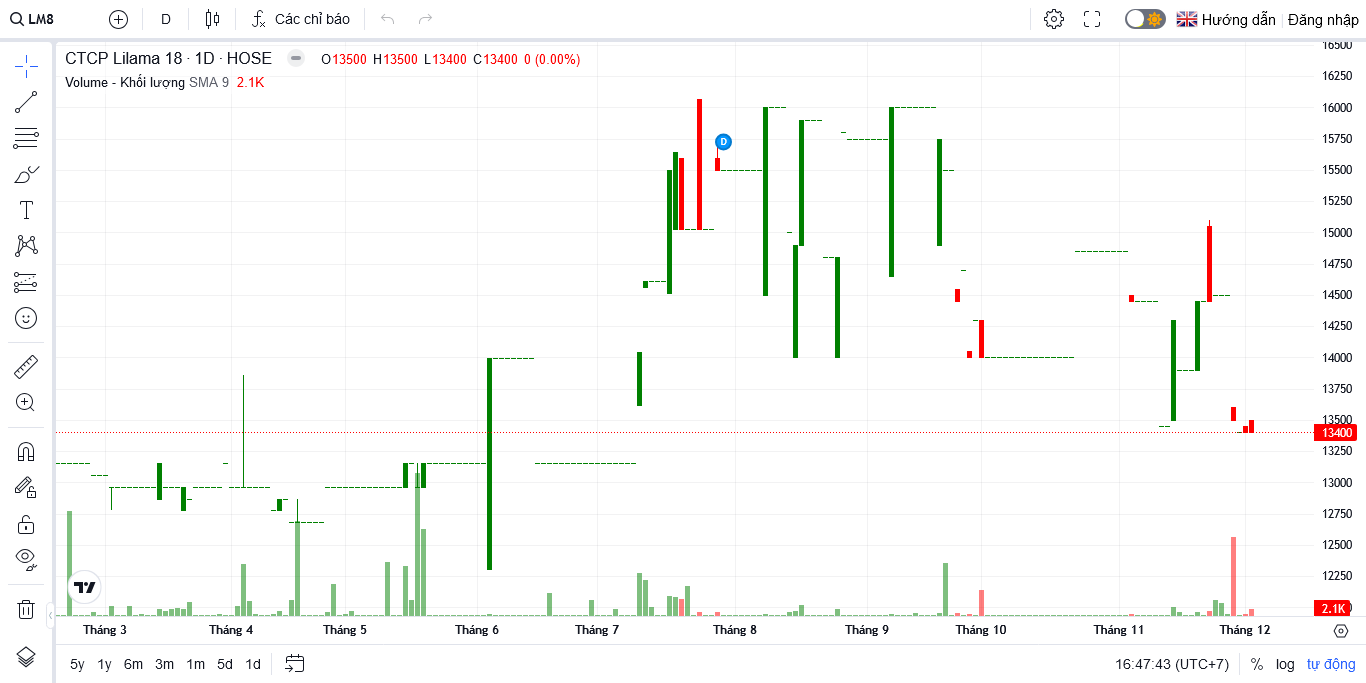 LM8 D Các chỉ báo Hướng dẫn Đăng nhập
CTCP Lilama 18 · 1D · HOSE O13500 H13500 L13400 C13400 0 (0.00%)
Volume - Khối lượng SMA 9 2.1K
D
16500
16250
16000
15750
15500
15250
15000
14750
14500
14250
14000
13750
13500
13400
13250
13000
12750
12500
12250
2.1K
Tháng 3 Tháng 4 Tháng 5 Tháng 6 Tháng 7 Tháng 8 Tháng 9 Tháng 10 Tháng 11 Tháng 12
5y 1y 6m 3m 1m 5d 1d 16:47:43 (UTC+7) % log tự động